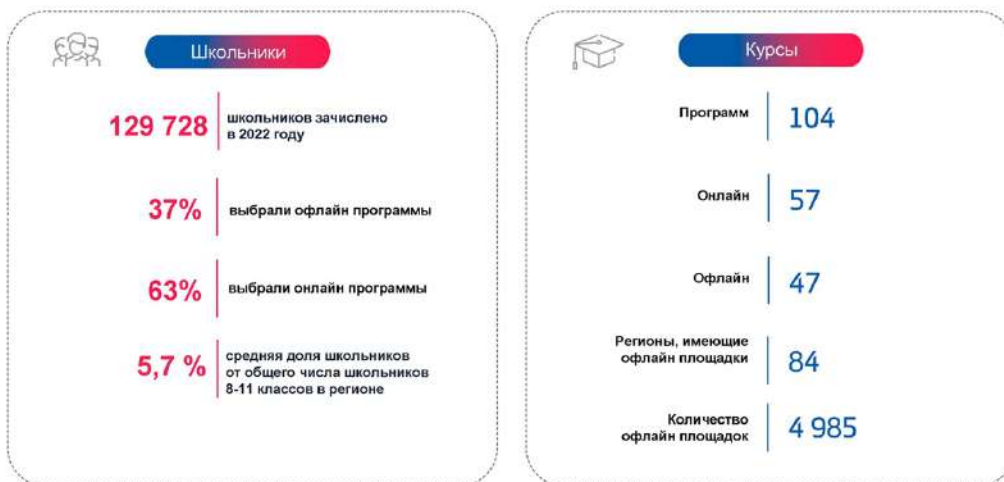 Школьники
129 728
школьников зачислено
в 2022 году
37%
выбрали офлайн программы
63%
выбрали онлайн программы
5,7 %
средняя доля школьников
от общего числа школьников
8-11 классов в регионе
Курсы
Программ
104
Онлайн
57
Офлайн
47
Регионы, имеющие
офлайн площадки
84
Количество
офлайн площадок
4 985